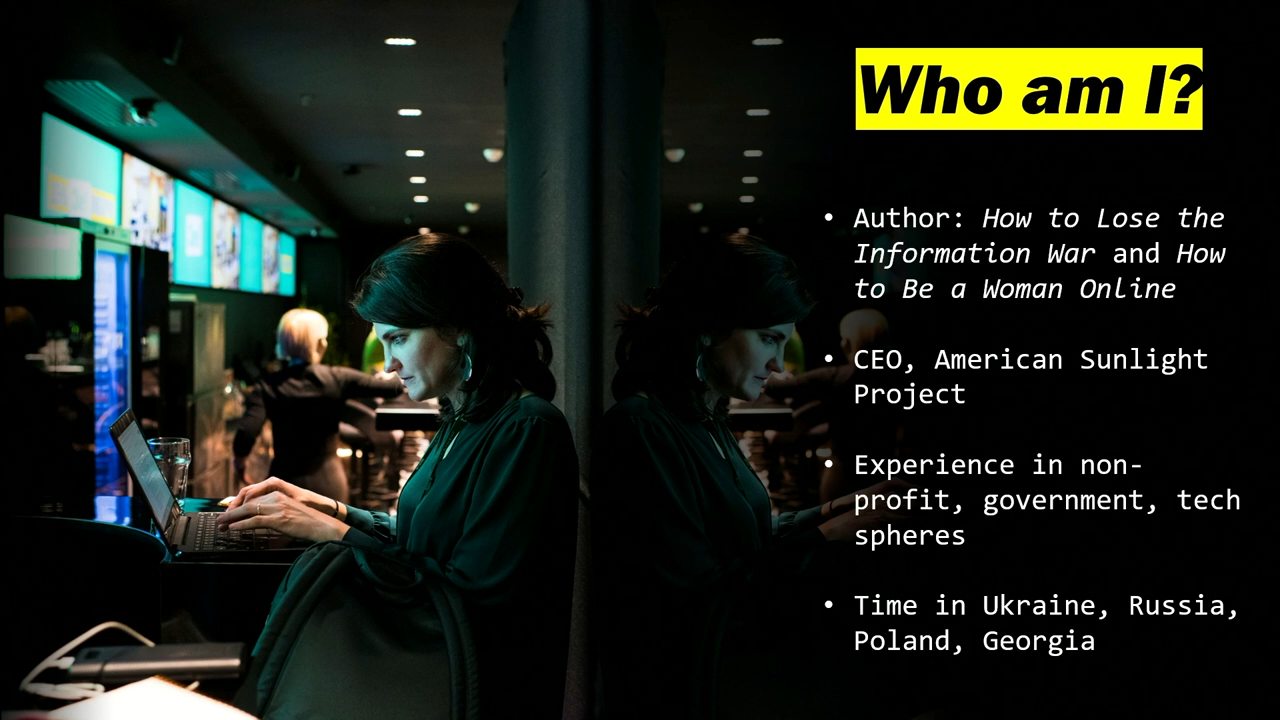 Who am I?
• Author: How to Lose the
Information War and How
to Be a Woman Online
• CEO, American Sunlight
Project
• Experience in non-
profit, government, tech
spheres
• Time in Ukraine, Russia,
Poland, Georgia